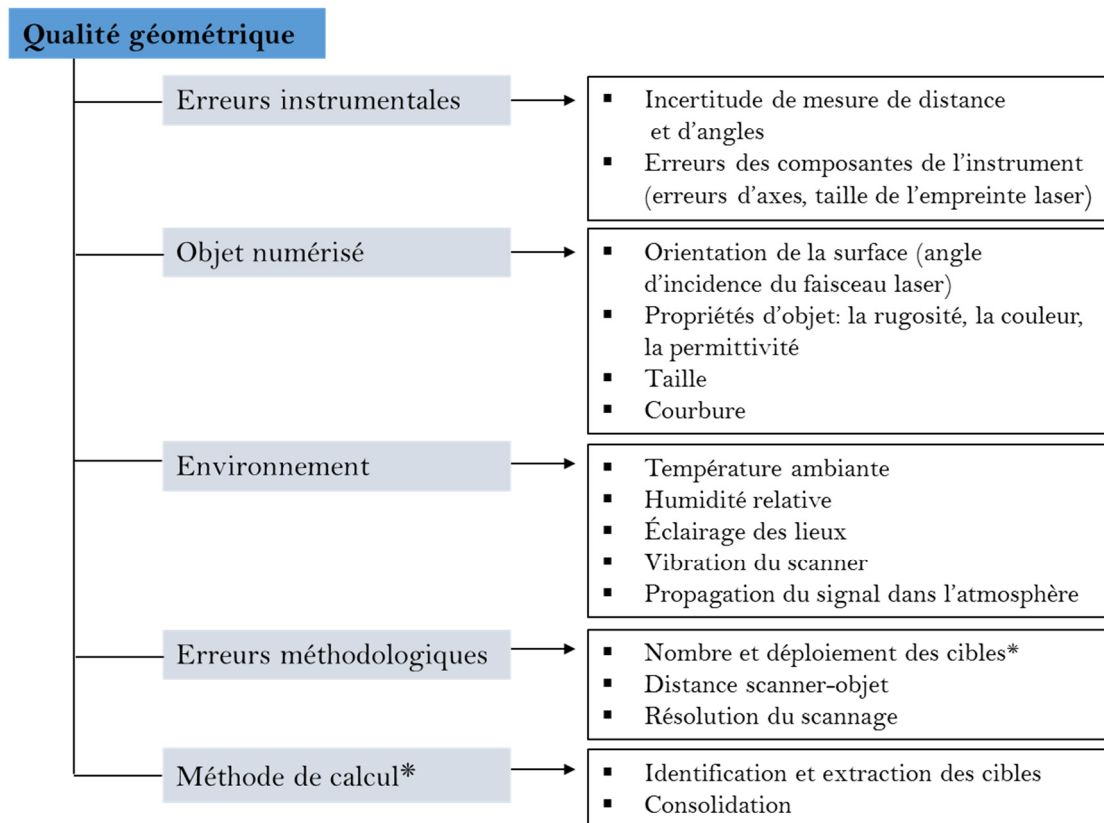 Qualité géométrique
Erreurs instrumentales
▪ Incertitude de mesure de distance
et d'angles
▪ Erreurs des composantes de l'instrument
(erreurs d'axes, taille de l'empreinte laser)
Objet numérisé
▪ Orientation de la surface (angle
d'incidence du faisceau laser)
▪ Propriétés d'objet: la rugosité, la couleur,
la permittivité
▪ Taille
▪ Courbure
Environnement
▪ Température ambiante
▪ Humidité relative
▪ Éclairage des lieux
▪ Vibration du scanner
▪ Propagation du signal dans l'atmosphère
Erreurs méthodologiques
▪ Nombre et déploiement des cibles*
▪ Distance scanner-objet
▪ Résolution du scannage
Méthode de calcul*
▪ Identification et extraction des cibles
▪ Consolidation